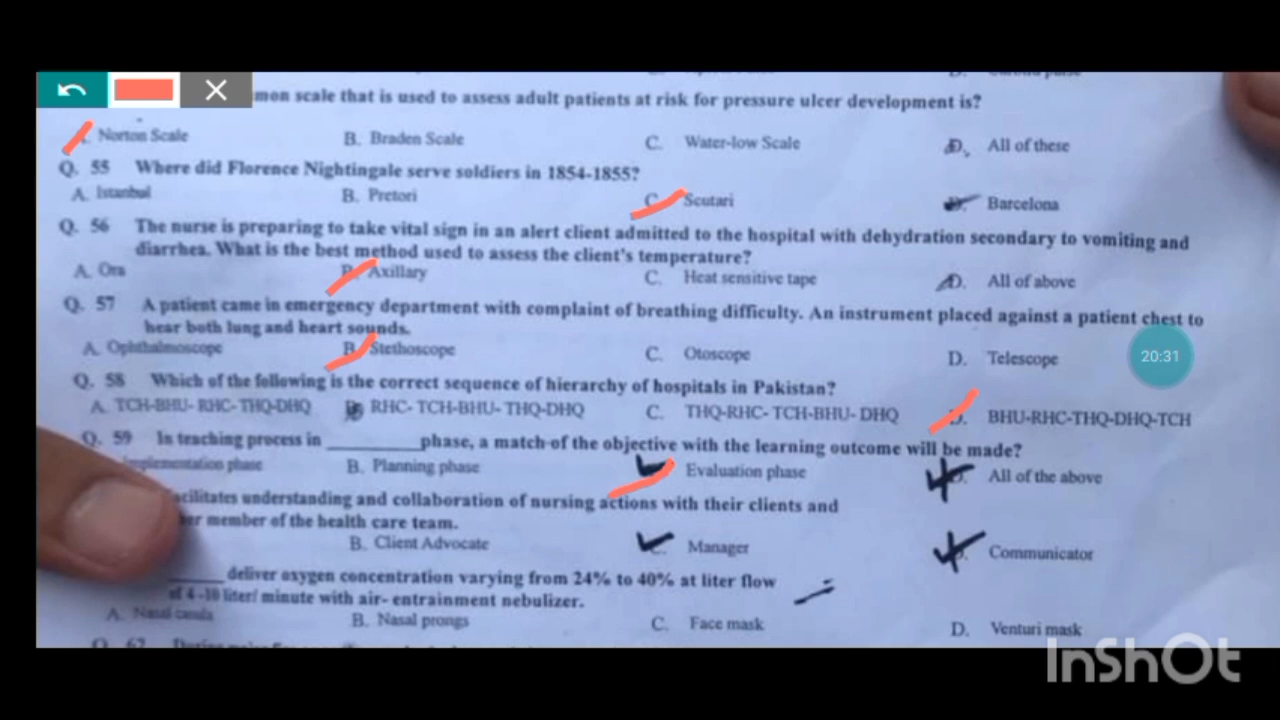 mon scale that is used to assess adult patients at risk for pressure ulcer development is?
Norton Scale B. Braden Scale C. Water-low Scale D. All of these
Q. 55 Where did Florence Nightingale serve soldiers in 1854-1855?
A. Istanbul B. Pretori C. Scutari D. Barcelona
Q. 56 The nurse is preparing to take vital sign in an alert client admitted to the hospital with dehydration secondary to vomiting and
diarrhea. What is the best method used to assess the client's temperature?
A. Ora B. Axillary C. Heat sensitive tape D. All of above
Q. 57 A patient came in emergency department with complaint of breathing difficulty. An instrument placed against a patient chest to
hear both lung and heart sounds.
A. Ophthalmoscope B. Stethoscope C. Otoscope D. Telescope
20:31
Q. 58 Which of the following is the correct sequence of hierarchy of hospitals in Pakistan?
A. TCH-BHU- RHC- THQ-DHQ B. RHC- TCH-BHU- THQ-DHQ C. THQ-RHC- TCH-BHU- DHQ D. BHU-RHC-THQ-DHQ-TCH
Q. 59 In teaching process in ________phase, a match of the objective with the learning outcome will be made?
implementation phase B. Planning phase Evaluation phase All of the above
acilitates understanding and collaboration of nursing actions with their clients and
er member of the health care team.
B. Client Advocate C. Manager Communicator
_____ deliver oxygen concentration varying from 24% to 40% at liter flow
of 4 -10 liter/ minute with air- entrainment nebulizer.
A. Nasal canula B. Nasal prongs C. Face mask D. Venturi mask
Q. 62 During
InShOt